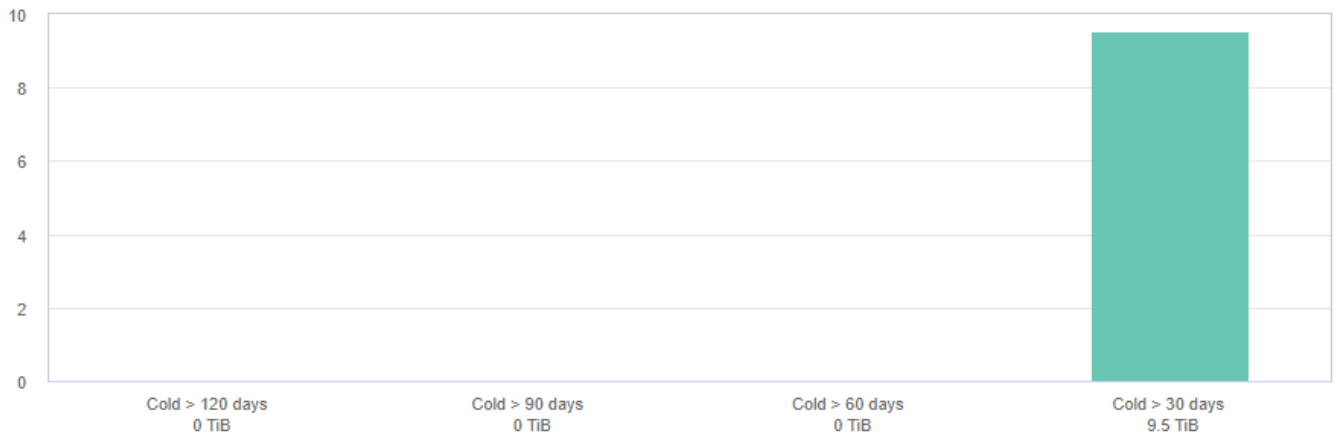 10
8
6
4
2
0
Cold > 120 days
0 TiB
Cold > 90 days
0 TiB
Cold > 60 days
0 TiB
Cold > 30 days
9.5 TiB